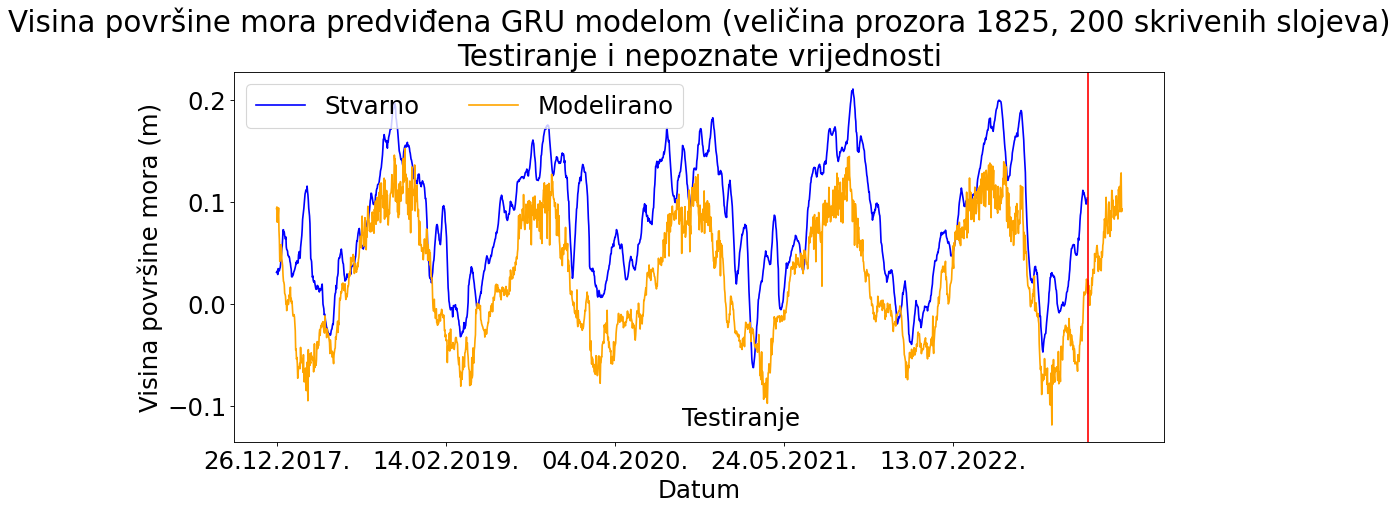 Visina površine mora predviđena GRU modelom (veličina prozora 1825, 200 skrivenih slojeva)
Testiranje i nepoznate vrijednosti
Stvarno Modelirano
Visina površine mora (m)
0.2
0.1
0.0
−0.1
Testiranje
26.12.2017. 14.02.2019. 04.04.2020. 24.05.2021. 13.07.2022.
Datum